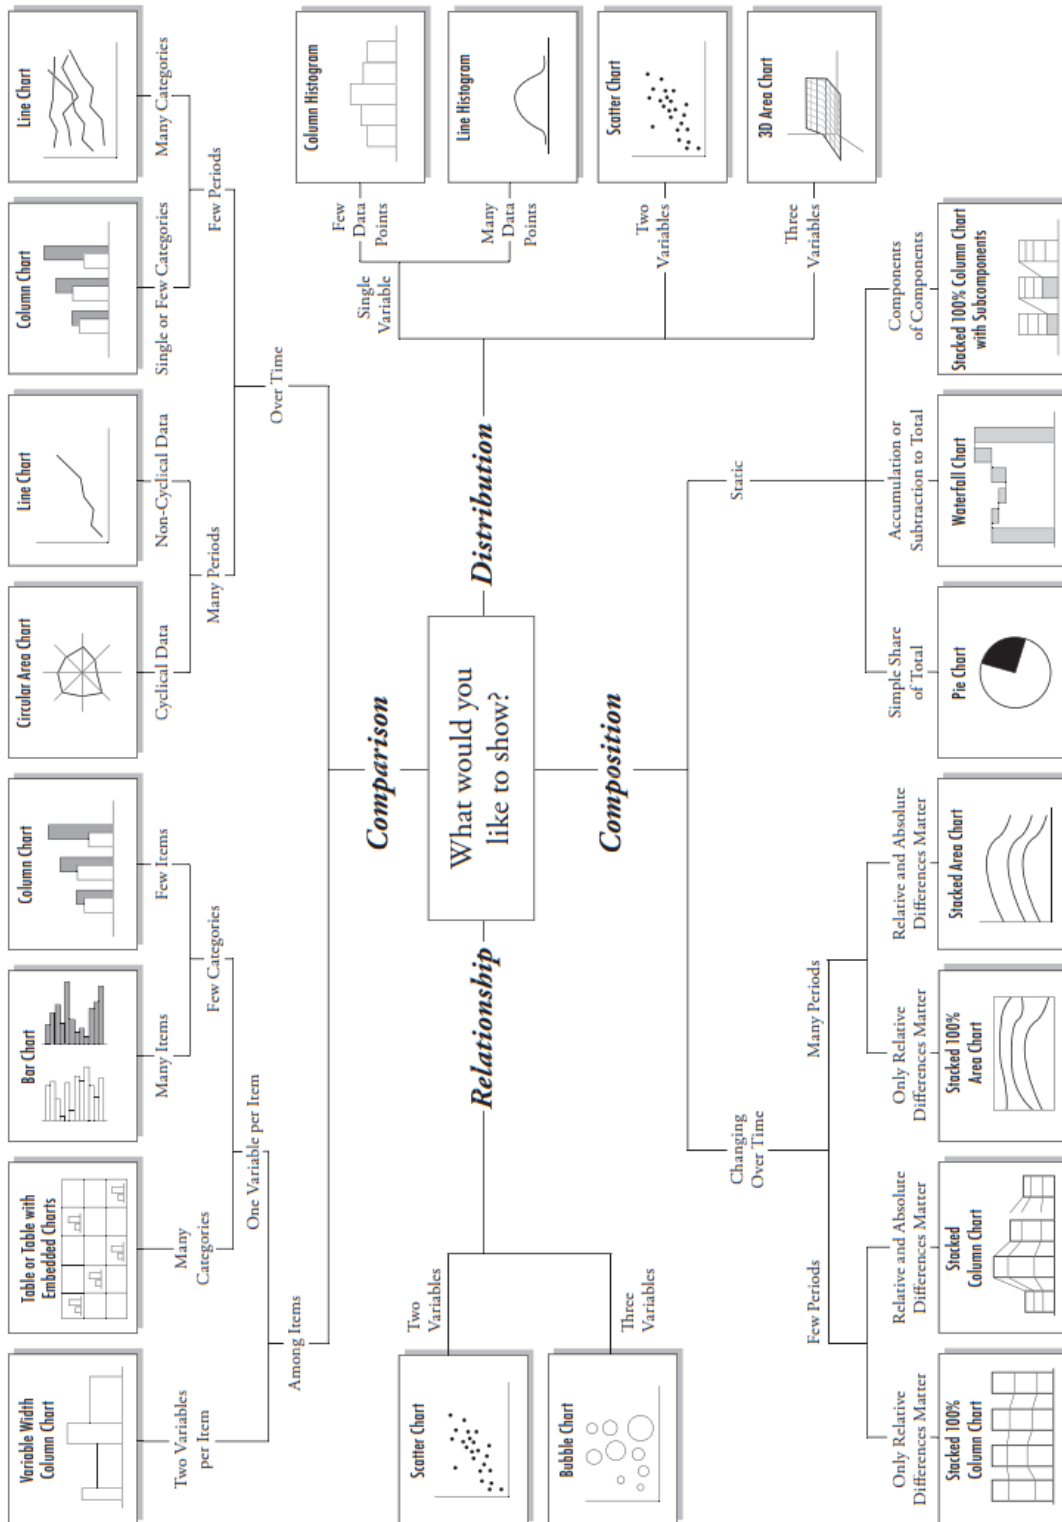 Variable Width
Column Chart
Table or Table with
Embedded Charts
Bar Chart
Column Chart
Circular Area Chart
Line Chart
Column Chart
Line Chart
Two Variables
per Item
Many
Categories
Many Items
Few Items
Cyclical Data
Non-Cyclical Data
Single or Few Categories
Many Categories
Few Categories
Many Periods
Few Periods
One Variable per Item
Among Items
Over Time
Comparison
What would you
like to show?
Relationship
Two
Variables
Scatter Chart
Three
Variables
Bubble Chart
Distribution
Single
Variable
Few
Data
Points
Column Histogram
Many
Data
Points
Line Histogram
Two
Variables
Scatter Chart
Three
Variables
3D Area Chart
Composition
Changing
Over Time
Static
Few Periods
Many Periods
Only Relative
Differences Matter
Relative and Absolute
Differences Matter
Only Relative
Differences Matter
Relative and Absolute
Differences Matter
Simple Share
of Total
Accumulation or
Subtraction to Total
Components
of Components
Stacked 100%
Column Chart
Stacked
Column Chart
Stacked 100%
Area Chart
Stacked Area Chart
Pie Chart
Waterfall Chart
Stacked 100% Column Chart
with Subcomponents